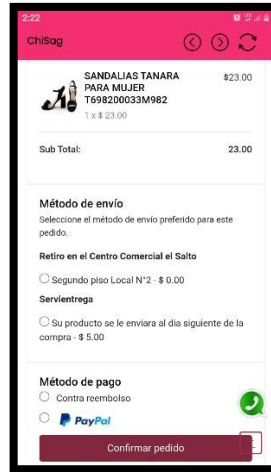 2:22
ChiSag
SANDALIAS TANARA
PARA MUJER
T698200033M982
$23.00
1 x $ 23.00
Sub Total: 23.00
Método de envío
Seleccione el método de envío preferido para este
pedido.
Retiro en el Centro Comercial el Salto
Segundo piso Local N°2 - $ 0.00
Servientrega
Su producto se le enviara al dia siguiente de la
compra - $ 5.00
Método de pago
Contra reembolso
PayPal
Confirmar pedido